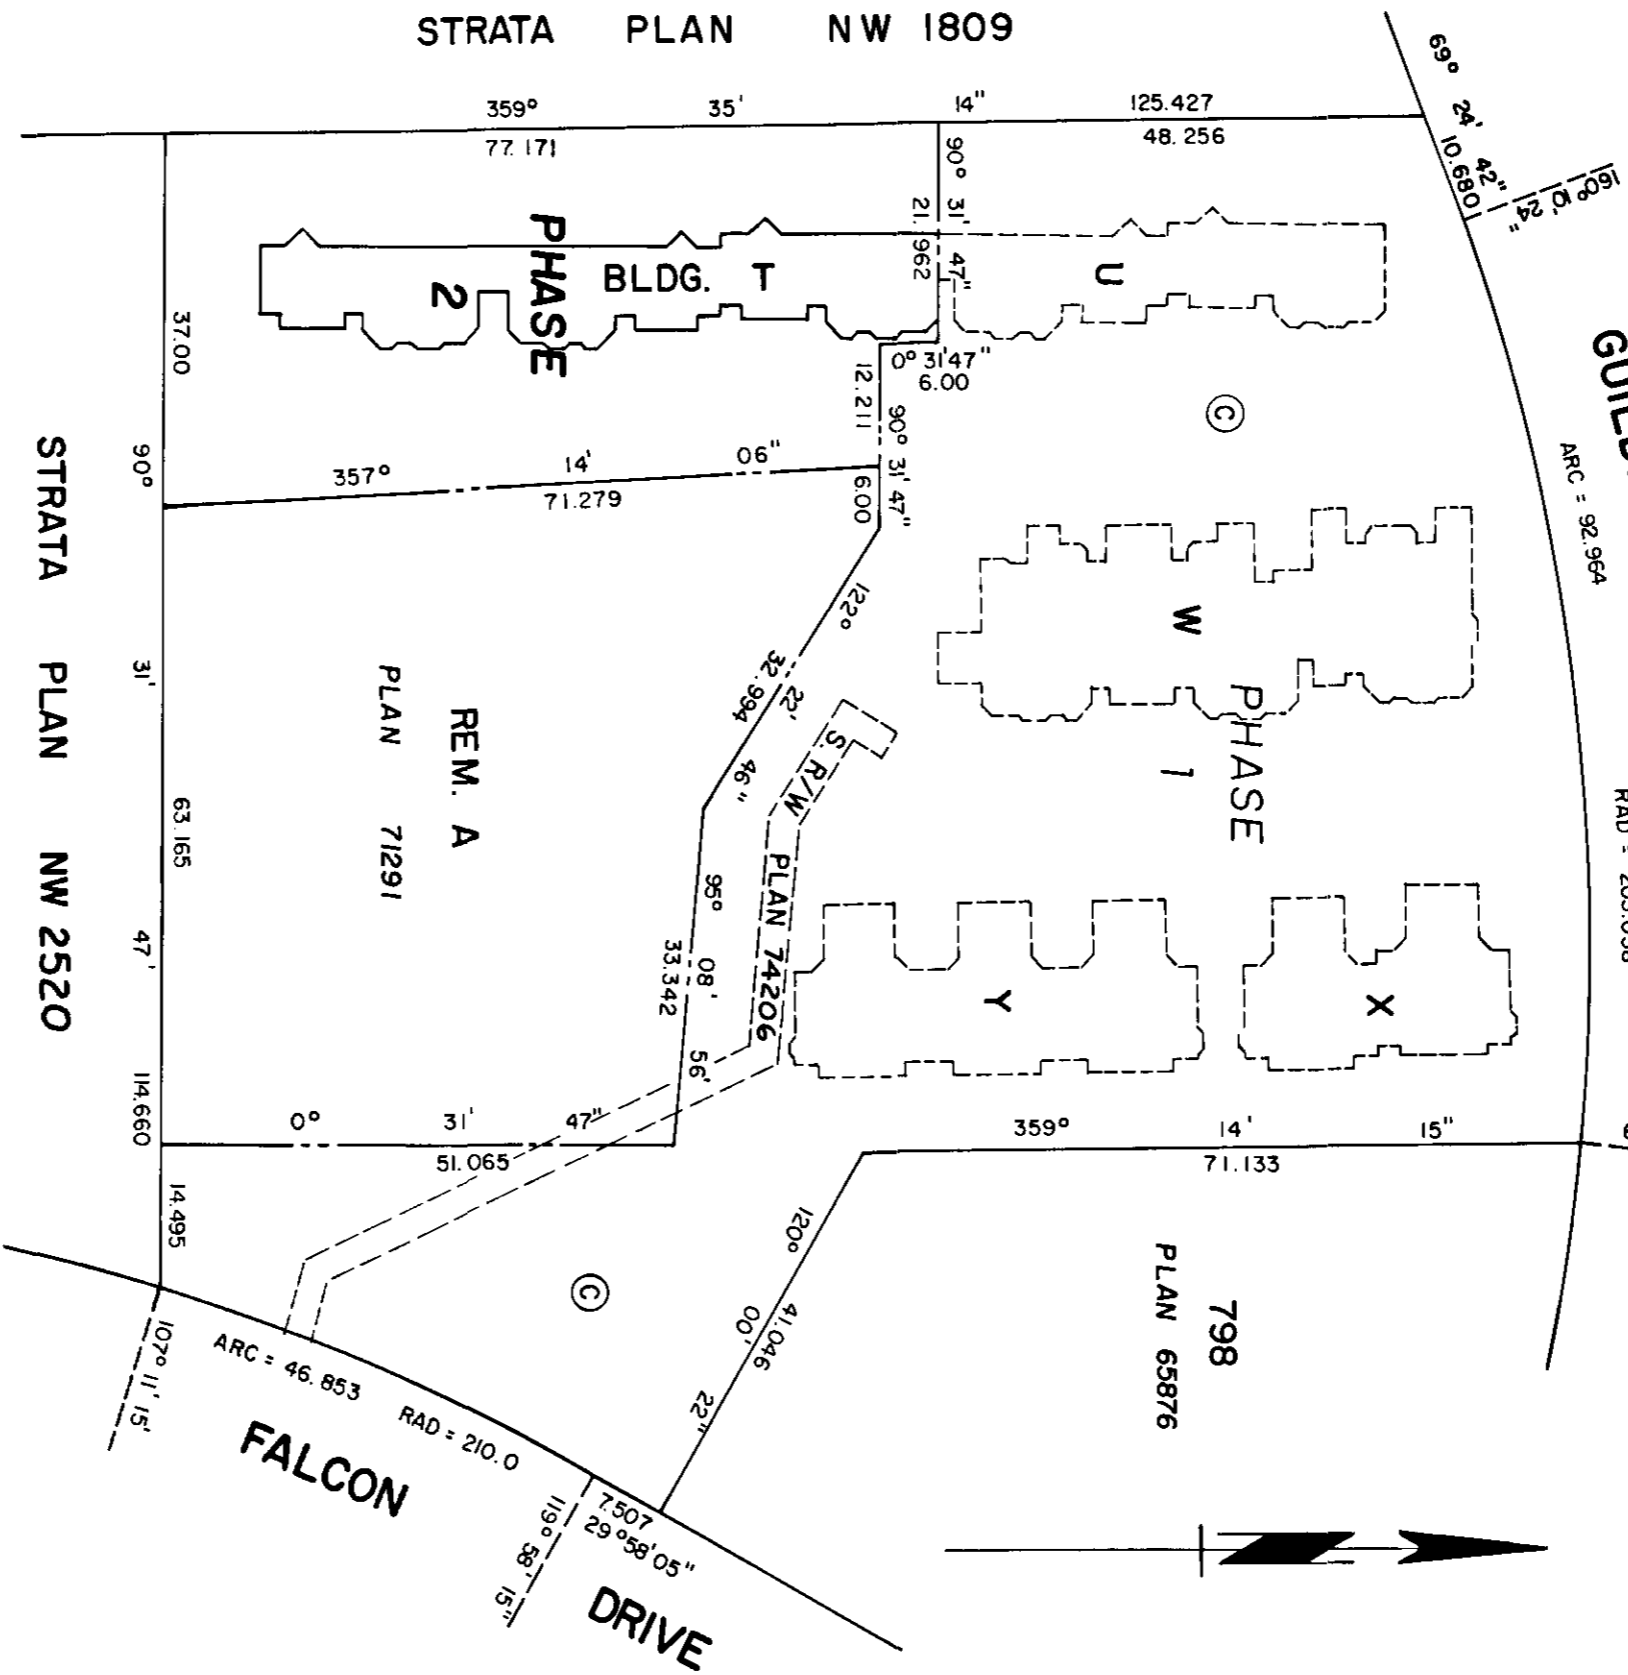 STRATA PLAN NW 1809
359° 35' 14" 125.427
77.171
48.256
69° 24' 42"
10.680
160° 10' 24"
90° 31' 47"
21.962
PHASE
2
BLDG. T
U
0° 31'47"
6.00
12.211
90° 31' 47"
6.00
37.00
357° 14' 06"
71.279
C
ARC = 92.964
STRATA PLAN NW 2520
90° 31' 47'
114.660
63.165
14.495
REM. A
PLAN 71291
122° 22' 46"
32.994
S. R/W
PLAN 74206
95° 08' 56'
33.342
W
PHASE
1
Y
X
0° 31' 47"
51.065
359° 14' 15"
71.133
C
120° 00' 22"
41.046
798
PLAN 65876
107° 11' 15'
ARC = 46.853 RAD = 210.0
FALCON DRIVE
119° 58' 15"
7.507
29°58'05"